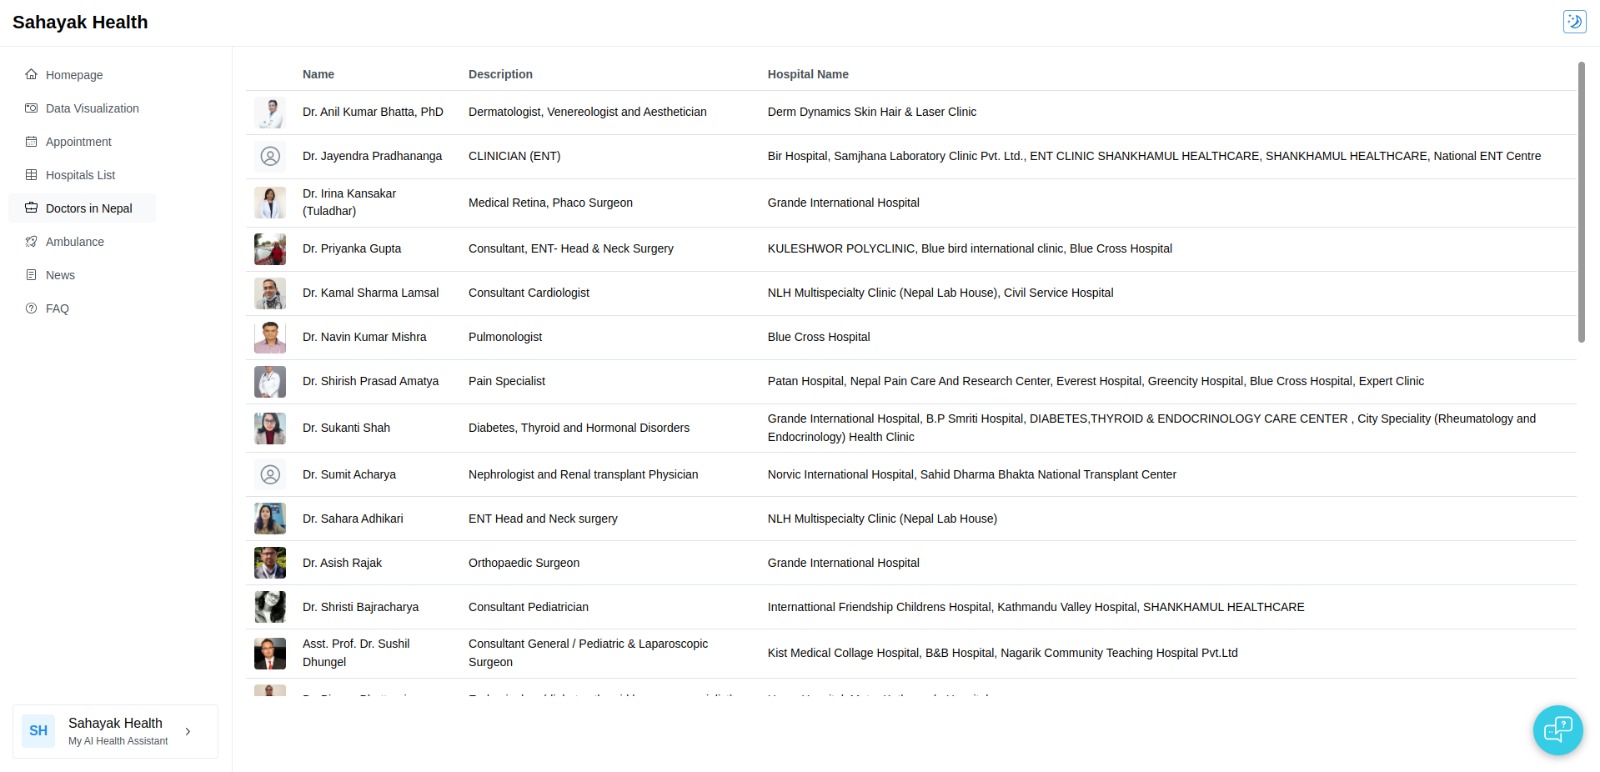 Sahayak Health
Homepage
Data Visualization
Appointment
Hospitals List
Doctors in Nepal
Ambulance
News
FAQ
Name Description Hospital Name
Dr. Anil Kumar Bhatta, PhD Dermatologist, Venereologist and Aesthetician Derm Dynamics Skin Hair & Laser Clinic
Dr. Jayendra Pradhananga CLINICIAN (ENT) Bir Hospital, Samjhana Laboratory Clinic Pvt. Ltd., ENT CLINIC SHANKHAMUL HEALTHCARE, SHANKHAMUL HEALTHCARE, National ENT Centre
Dr. Irina Kansakar
(Tuladhar) Medical Retina, Phaco Surgeon Grande International Hospital
Dr. Priyanka Gupta Consultant, ENT- Head & Neck Surgery KULESHWOR POLYCLINIC, Blue bird international clinic, Blue Cross Hospital
Dr. Kamal Sharma Lamsal Consultant Cardiologist NLH Multispecialty Clinic (Nepal Lab House), Civil Service Hospital
Dr. Navin Kumar Mishra Pulmonologist Blue Cross Hospital
Dr. Shirish Prasad Amatya Pain Specialist Patan Hospital, Nepal Pain Care And Research Center, Everest Hospital, Greencity Hospital, Blue Cross Hospital, Expert Clinic
Dr. Sukanti Shah Diabetes, Thyroid and Hormonal Disorders Grande International Hospital, B.P Smriti Hospital, DIABETES,THYROID & ENDOCRINOLOGY CARE CENTER , City Speciality (Rheumatology and
Endocrinology) Health Clinic
Dr. Sumit Acharya Nephrologist and Renal transplant Physician Norvic International Hospital, Sahid Dharma Bhakta National Transplant Center
Dr. Sahara Adhikari ENT Head and Neck surgery NLH Multispecialty Clinic (Nepal Lab House)
Dr. Asish Rajak Orthopaedic Surgeon Grande International Hospital
Dr. Shristi Bajracharya Consultant Pediatrician Internattional Friendship Childrens Hospital, Kathmandu Valley Hospital, SHANKHAMUL HEALTHCARE
Asst. Prof. Dr. Sushil
Dhungel Consultant General / Pediatric & Laparoscopic
Surgeon Kist Medical Collage Hospital, B&B Hospital, Nagarik Community Teaching Hospital Pvt.Ltd
SH
Sahayak Health
My AI Health Assistant